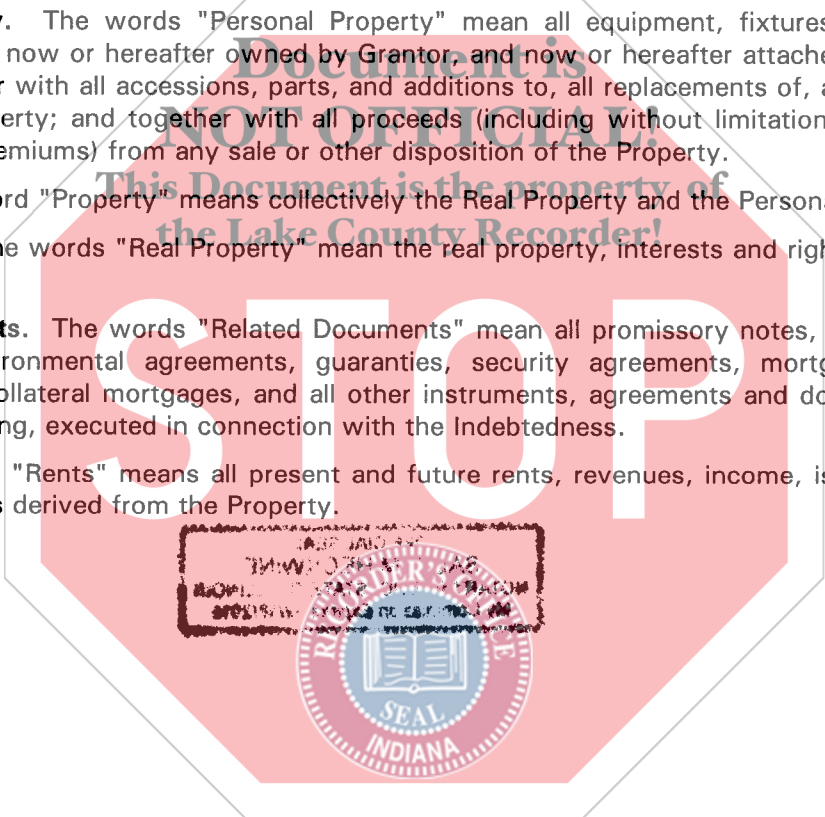 y. The words "Personal Property" mean all equipment, fixtures
now or hereafter owned by Grantor, and now or hereafter attache
r with all accessions, parts, and additions to, all replacements of, a
erty; and together with all proceeds (including without limitation
emiums) from any sale or other disposition of the Property.
ord "Property" means collectively the Real Property and the Persona
he words "Real Property" mean the real property, interests and righ
ts. The words "Related Documents" mean all promissory notes,
ronmental agreements, guaranties, security agreements, mortg
ollateral mortgages, and all other instruments, agreements and do
ng, executed in connection with the Indebtedness.
"Rents" means all present and future rents, revenues, income, is
s derived from the Property.
Document is
NOT OFFICIAL!
This Document is the property of
the Lake County Recorder!
STOP
RECORDER'S OFFICE
SEAL
INDIANA